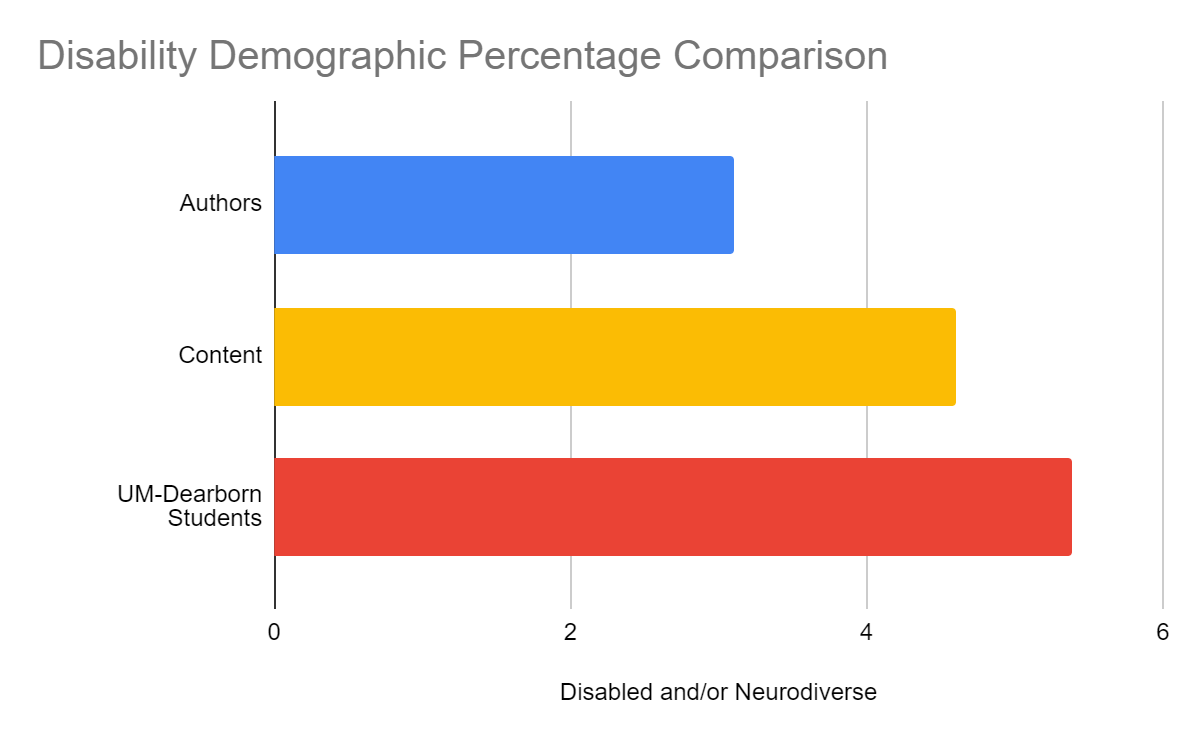 Disability Demographic Percentage Comparison
Authors
Content
UM-Dearborn
Students
0 2 4 6
Disabled and/or Neurodiverse